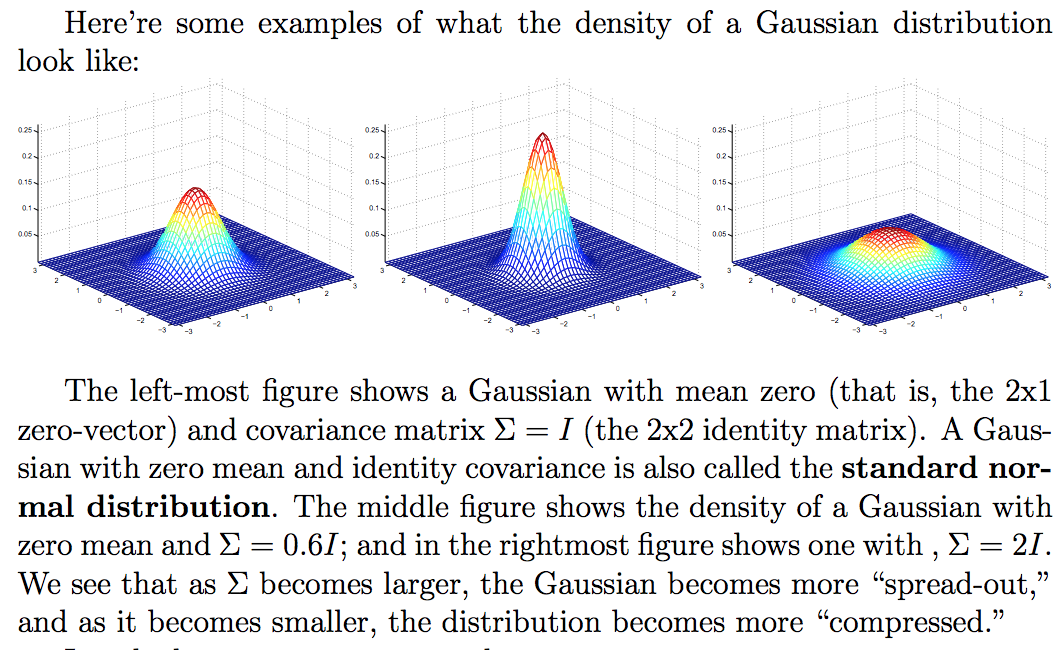 Here're some examples of what the density of a Gaussian distribution
look like:
0.25 0.25 0.25
0.2 0.2 0.2
0.15 0.15 0.15
0.1 0.1 0.1
0.05 0.05 0.05
3 2 1 0 −1 −2 −3 −3 −2 −1 0 1 2 3
3 2 1 0 −1 −2 −3 −3 −2 −1 0 1 2 3
3 2 1 0 −1 −2 −3 −3 −2 −1 0 1 2 3
The left-most figure shows a Gaussian with mean zero (that is, the 2x1
zero-vector) and covariance matrix Σ = I (the 2x2 identity matrix). A Gaus-
sian with zero mean and identity covariance is also called the standard nor-
mal distribution. The middle figure shows the density of a Gaussian with
zero mean and Σ = 0.6I; and in the rightmost figure shows one with , Σ = 2I.
We see that as Σ becomes larger, the Gaussian becomes more “spread-out,”
and as it becomes smaller, the distribution becomes more “compressed.”